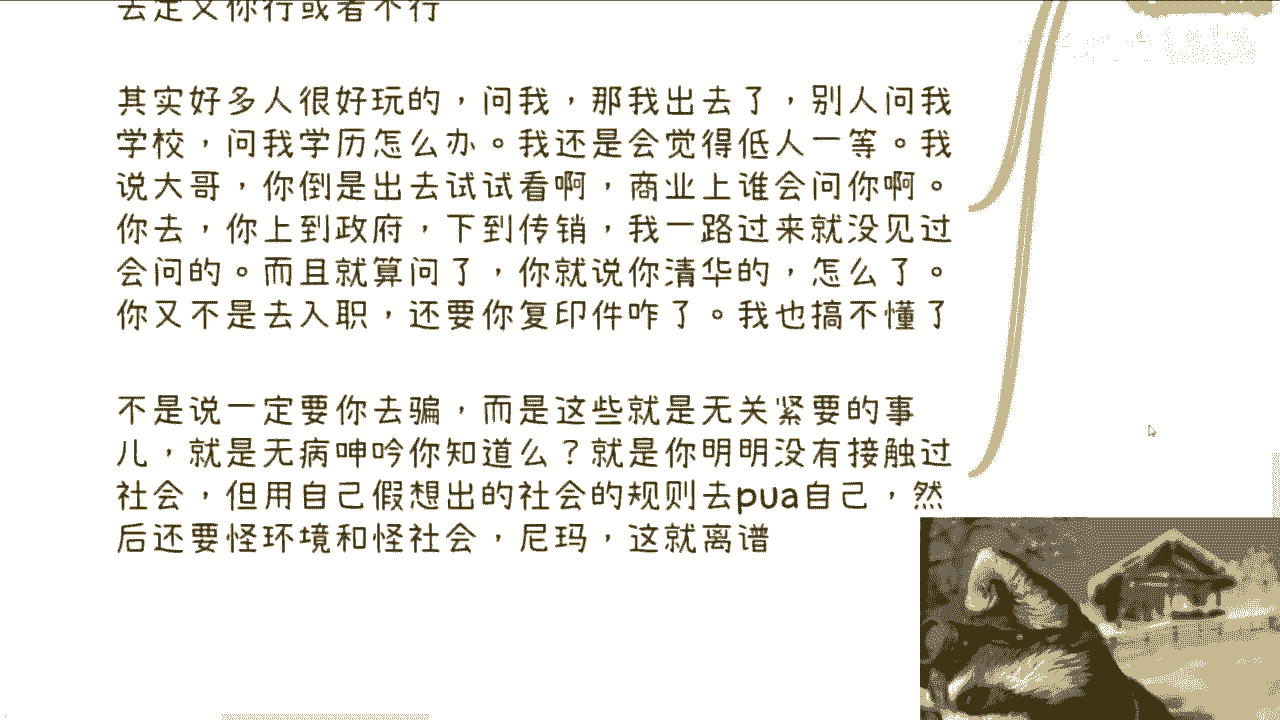 去定义你行或者不行
其实好多人很好玩的，问我，那我出去了，别人问我
学校，问我学历怎么办。我还是会觉得低人一等。我
说大哥，你倒是出去试试看啊，商业上谁会问你啊。
你去，你上到政府，下到传销，我一路过来就没见过
会问的。而且就算问了，你就说你清华的，怎么了。
你又不是去入职，还要你复印件咋了。我也搞不懂了
不是说一定要你去骗，而是这些就是无关紧要的事
儿，就是无病呻吟你知道么？就是你明明没有接触过
社会，但用自己假想出的社会的规则去pua自己，然
后还要怪环境和怪社会，尼玛，这就离谱